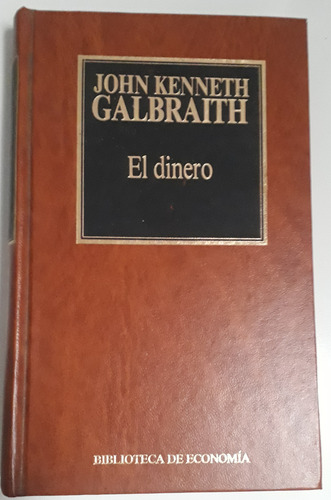 JOHN KENNETH
GALBRAITH
El dinero
BIBLIOTECA DE ECONOMÍA